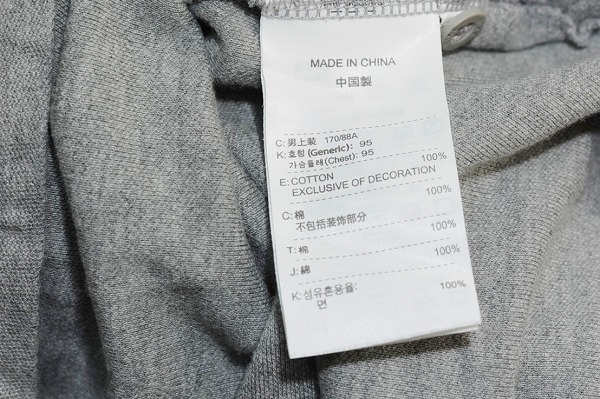 MADE IN CHINA
中国製
C: 男上装 170/88A
K: 호칭 (Generic): 95
가슴둘레(Chest): 95
E: COTTON 100%
EXCLUSIVE OF DECORATION
C: 棉 100%
不包括装饰部分
T: 棉 100%
J: 綿 100%
K: 섬유혼용율: 100%
면